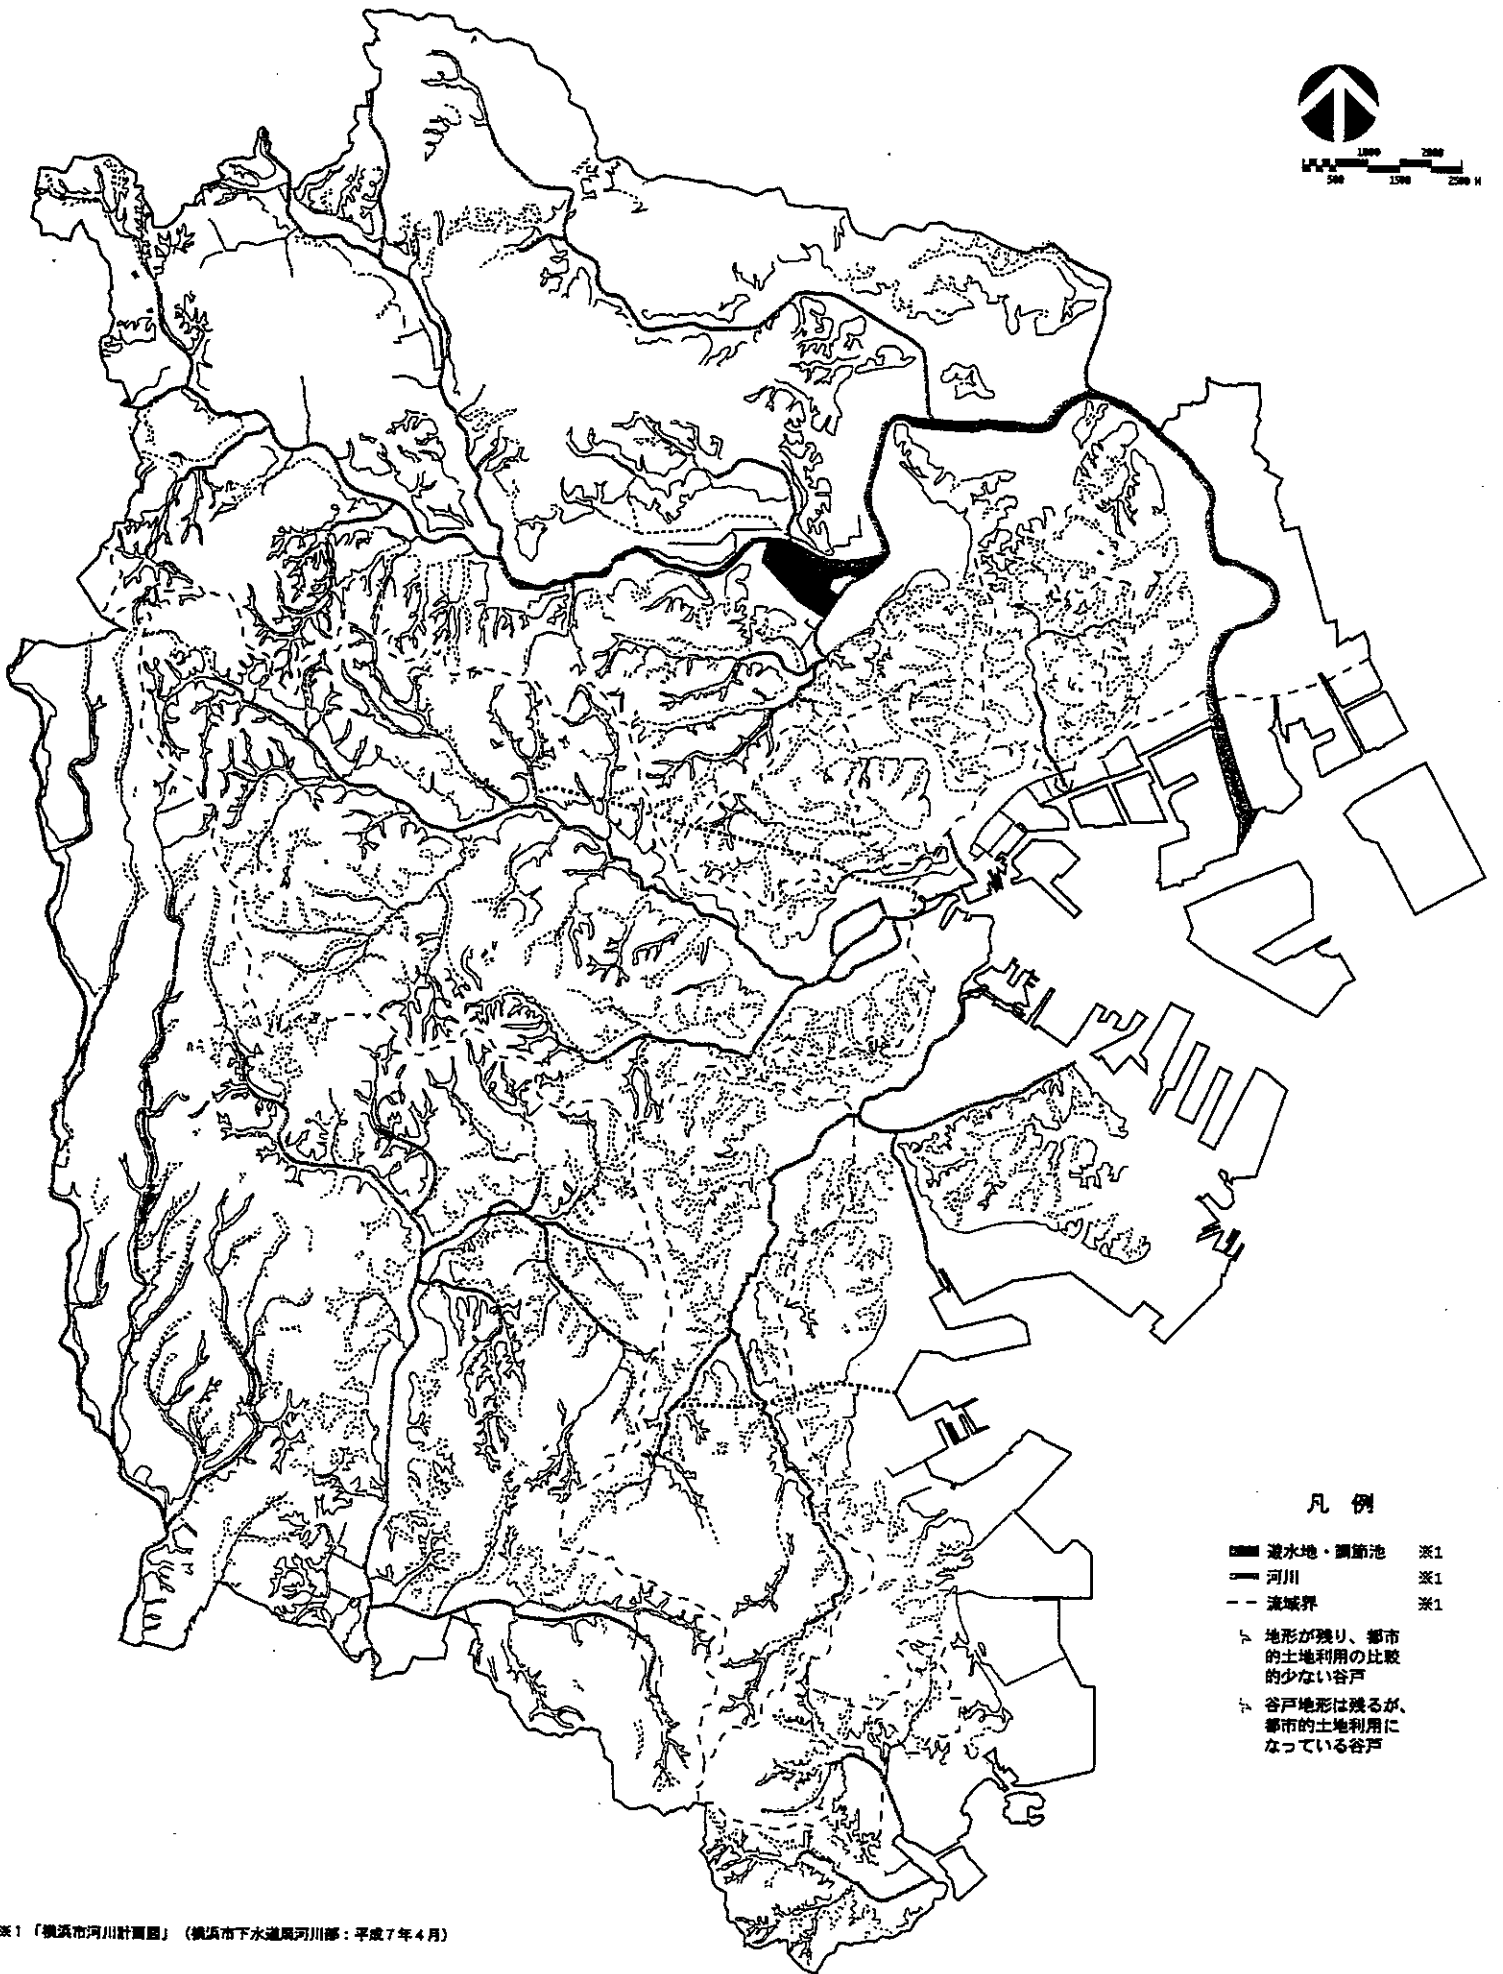 1000 2000
500 1500 2500 M
凡 例
遊水地・調節池 ※1
河川 ※1
流域界 ※1
地形が残り、都市
的土地利用の比較
的少ない谷戸
谷戸地形は残るが、
都市的土地利用に
なっている谷戸
※1「横浜市河川計画図」(横浜市下水道局河川部:平成7年4月)